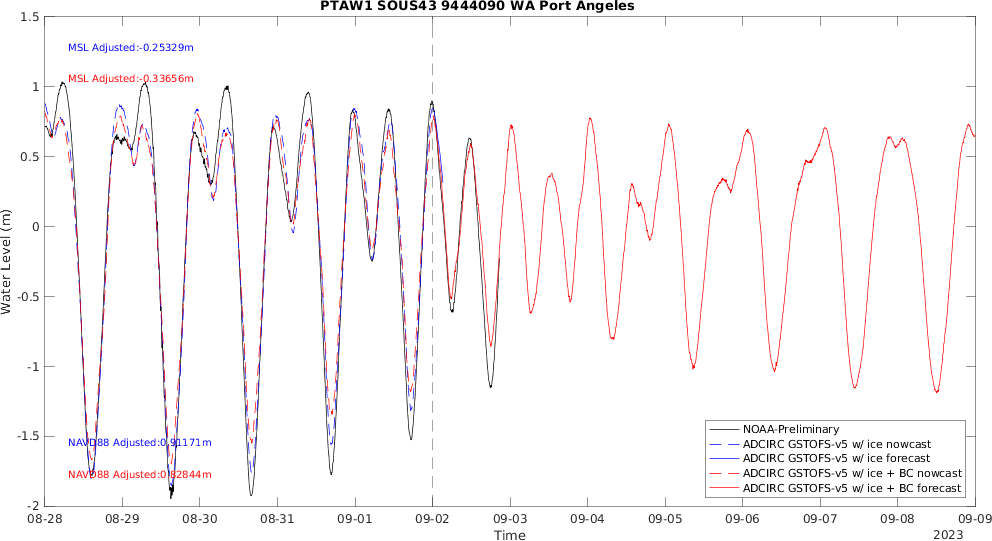 PTAW1 SOUS43 9444090 WA Port Angeles
1.5
1
0.5
0
-0.5
-1
-1.5
-2
Water Level (m)
MSL Adjusted:-0.25329m
MSL Adjusted:-0.33656m
NAVD88 Adjusted:0.91171m
NAVD88 Adjusted:0.82844m
NOAA-Preliminary
ADCIRC GSTOFS-v5 w/ ice nowcast
ADCIRC GSTOFS-v5 w/ ice forecast
ADCIRC GSTOFS-v5 w/ ice + BC nowcast
ADCIRC GSTOFS-v5 w/ ice + BC forecast
08-28 08-29 08-30 08-31 09-01 09-02 09-03 09-04 09-05 09-06 09-07 09-08 09-09
Time
2023